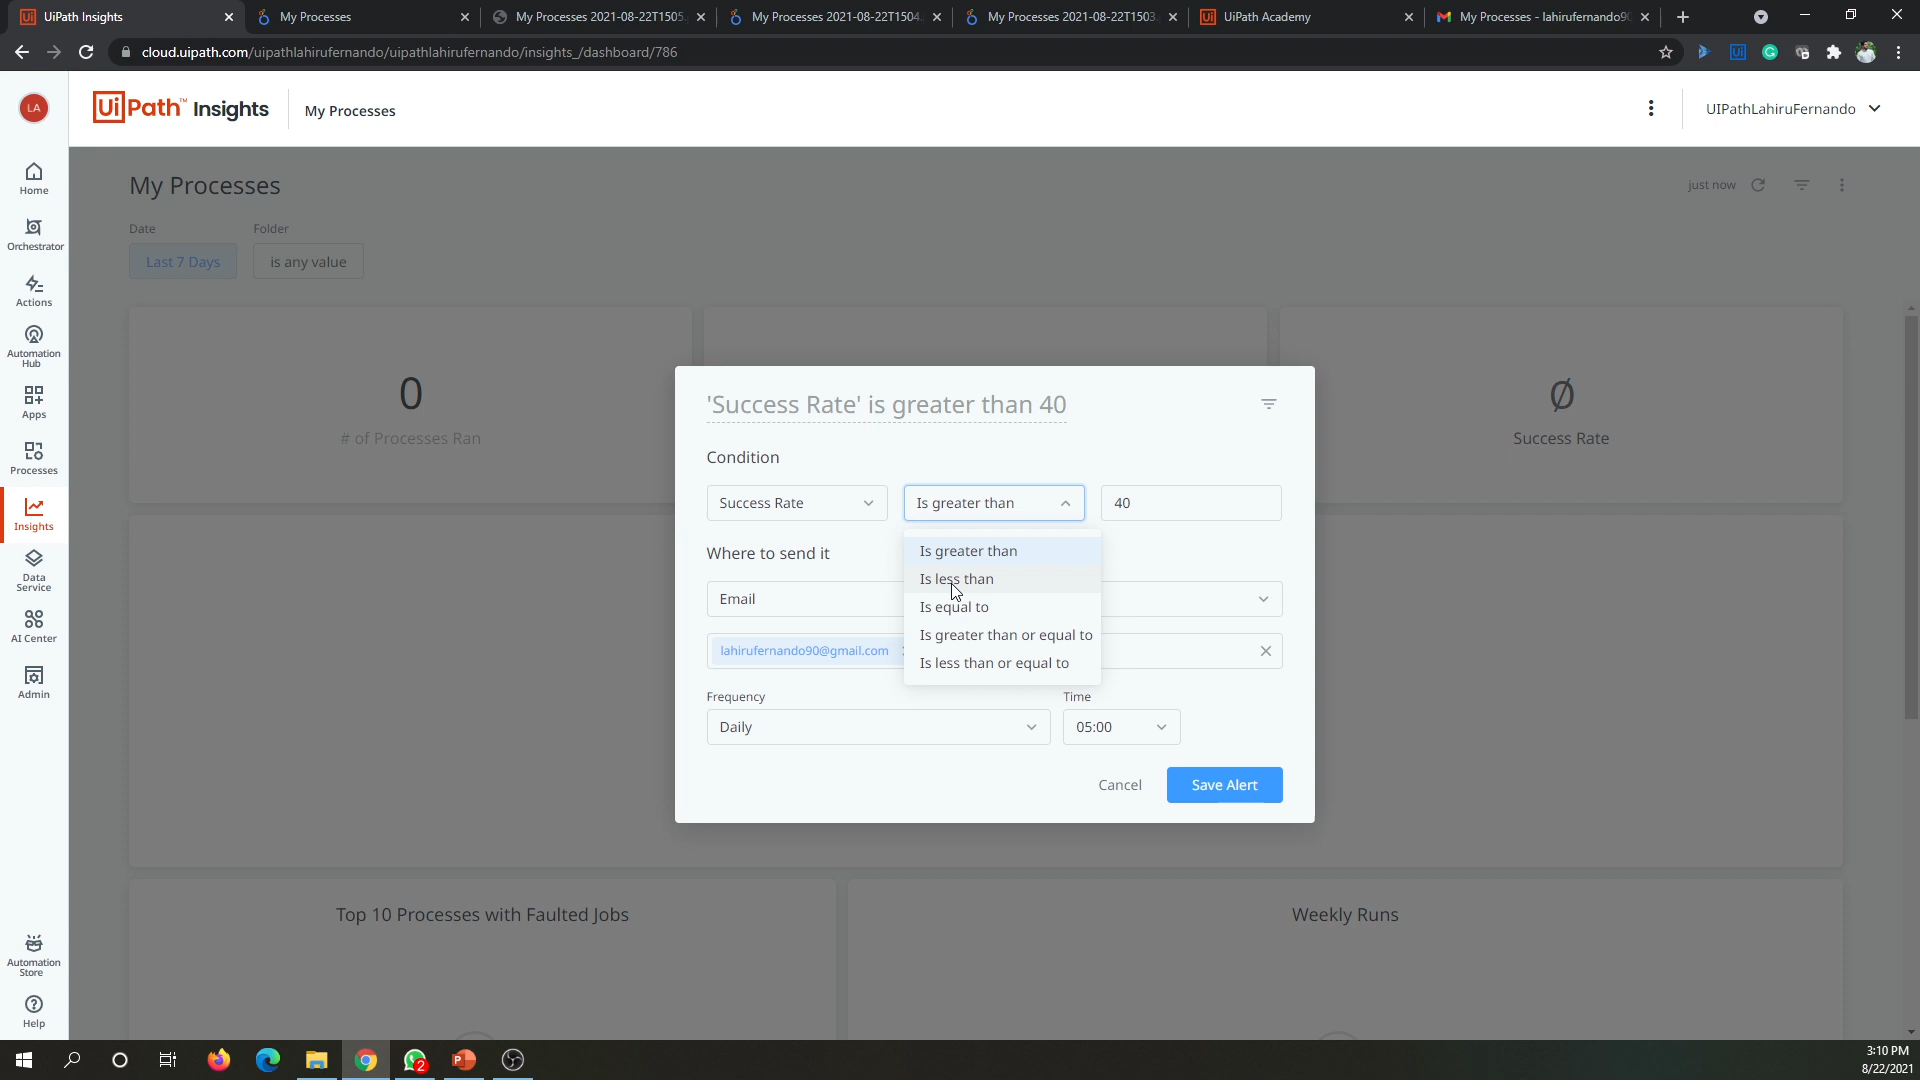 UiPath Insights
My Processes
My Processes 2021-08-22T1505
My Processes 2021-08-22T1504
My Processes 2021-08-22T1503
UiPath Academy
My Processes - lahirufernando90
cloud.uipath.com/uipathlahirufernando/uipathlahirufernando/insights_/dashboard/786
LA
UiPath™ Insights
My Processes
UIPathLahiruFernando
Home
Orchestrator
Actions
Automation
Hub
Apps
Processes
Insights
Data
Service
AI Center
Admin
Automation
Store
Help
My Processes
just now
Date
Folder
Last 7 Days
is any value
0
# of Processes Ran
Ø
Success Rate
'Success Rate' is greater than 40
Condition
Success Rate
Is greater than
40
Where to send it
Is greater than
Is less than
Is equal to
Is greater than or equal to
Is less than or equal to
Email
lahirufernando90@gmail.com
Frequency
Time
Daily
05:00
Cancel
Save Alert
Top 10 Processes with Faulted Jobs
Weekly Runs
2
3:10 PM
8/22/2021